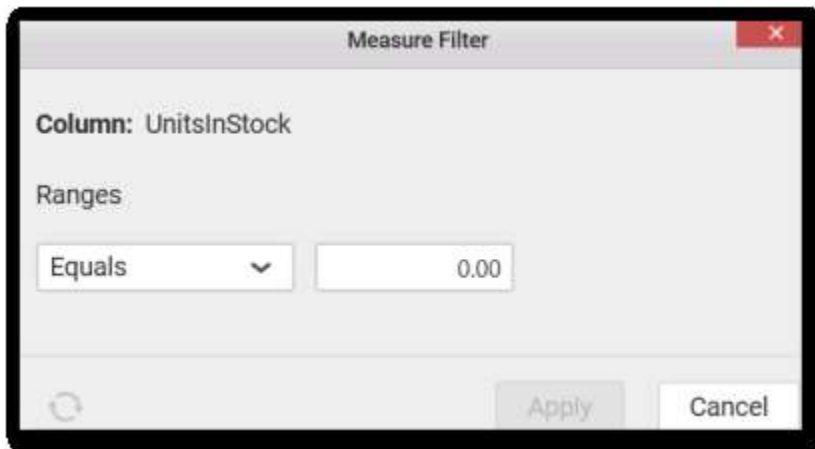 Measure Filter
Column: UnitsInStock
Ranges
Equals 0.00
Apply Cancel